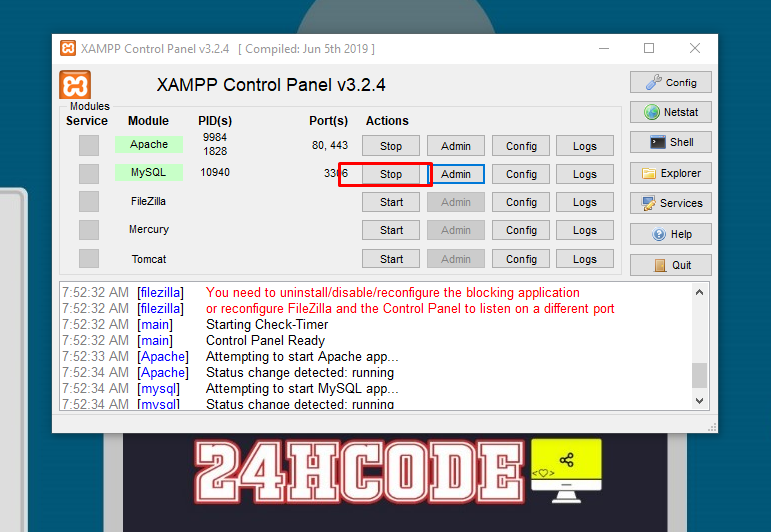 XAMPP Control Panel v3.2.4 [ Compiled: Jun 5th 2019 ]
XAMPP Control Panel v3.2.4
Config
Modules
Service Module PID(s) Port(s) Actions
Netstat
Apache 9984 1828 80, 443 Stop Admin Config Logs
Shell
MySQL 10940 3306 Stop Admin Config Logs
Explorer
FileZilla Start Admin Config Logs
Services
Mercury Start Admin Config Logs
Help
Tomcat Start Admin Config Logs
Quit
7:52:32 AM [filezilla] You need to uninstall/disable/reconfigure the blocking application
7:52:32 AM [filezilla] or reconfigure FileZilla and the Control Panel to listen on a different port
7:52:32 AM [main] Starting Check-Timer
7:52:32 AM [main] Control Panel Ready
7:52:33 AM [Apache] Attempting to start Apache app...
7:52:34 AM [Apache] Status change detected: running
7:52:34 AM [mysql] Attempting to start MySQL app...
7:52:34 AM [mysql] Status change detected: running
24HCODE